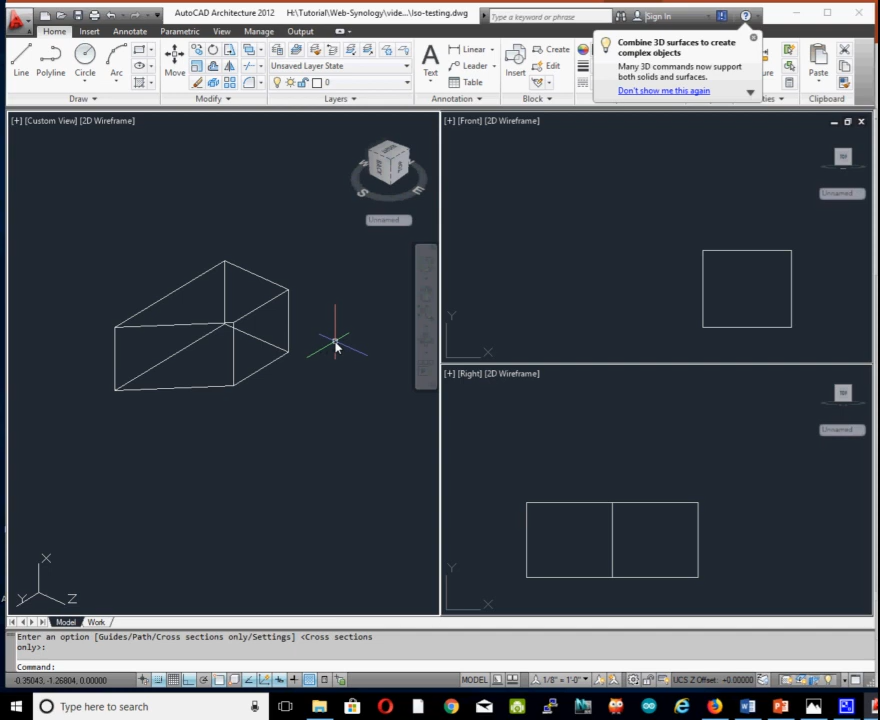 AutoCAD Architecture 2012 H:\Tutorial\Web-Synology\vide...\Iso-testing.dwg
Type a keyword or phrase
Sign In
Home Insert Annotate Parametric View Manage Output
Combine 3D surfaces to create
complex objects
Many 3D commands now support
both solids and surfaces.
Don't show me this again
Line Polyline Circle Arc Move
Unsaved Layer State
0
Text Linear Leader Table
Insert Create Edit
Paste
Draw Modify Layers Annotation Block Clipboard
[+] [Custom View] [2D Wireframe]
[+] [Front] [2D Wireframe]
BACK
S E
Unnamed
Unnamed
Y
X
[+] [Right] [2D Wireframe]
Unnamed
Y
X
X
Y Z
Model Work
Enter an option [Guides/Path/Cross sections only/Settings] <Cross sections
only>:
Command:
-0.35043, -1.26804, 0.00000
MODEL
1/8" = 1'-0"
UCS Z Offset: +0.00000
Type here to search